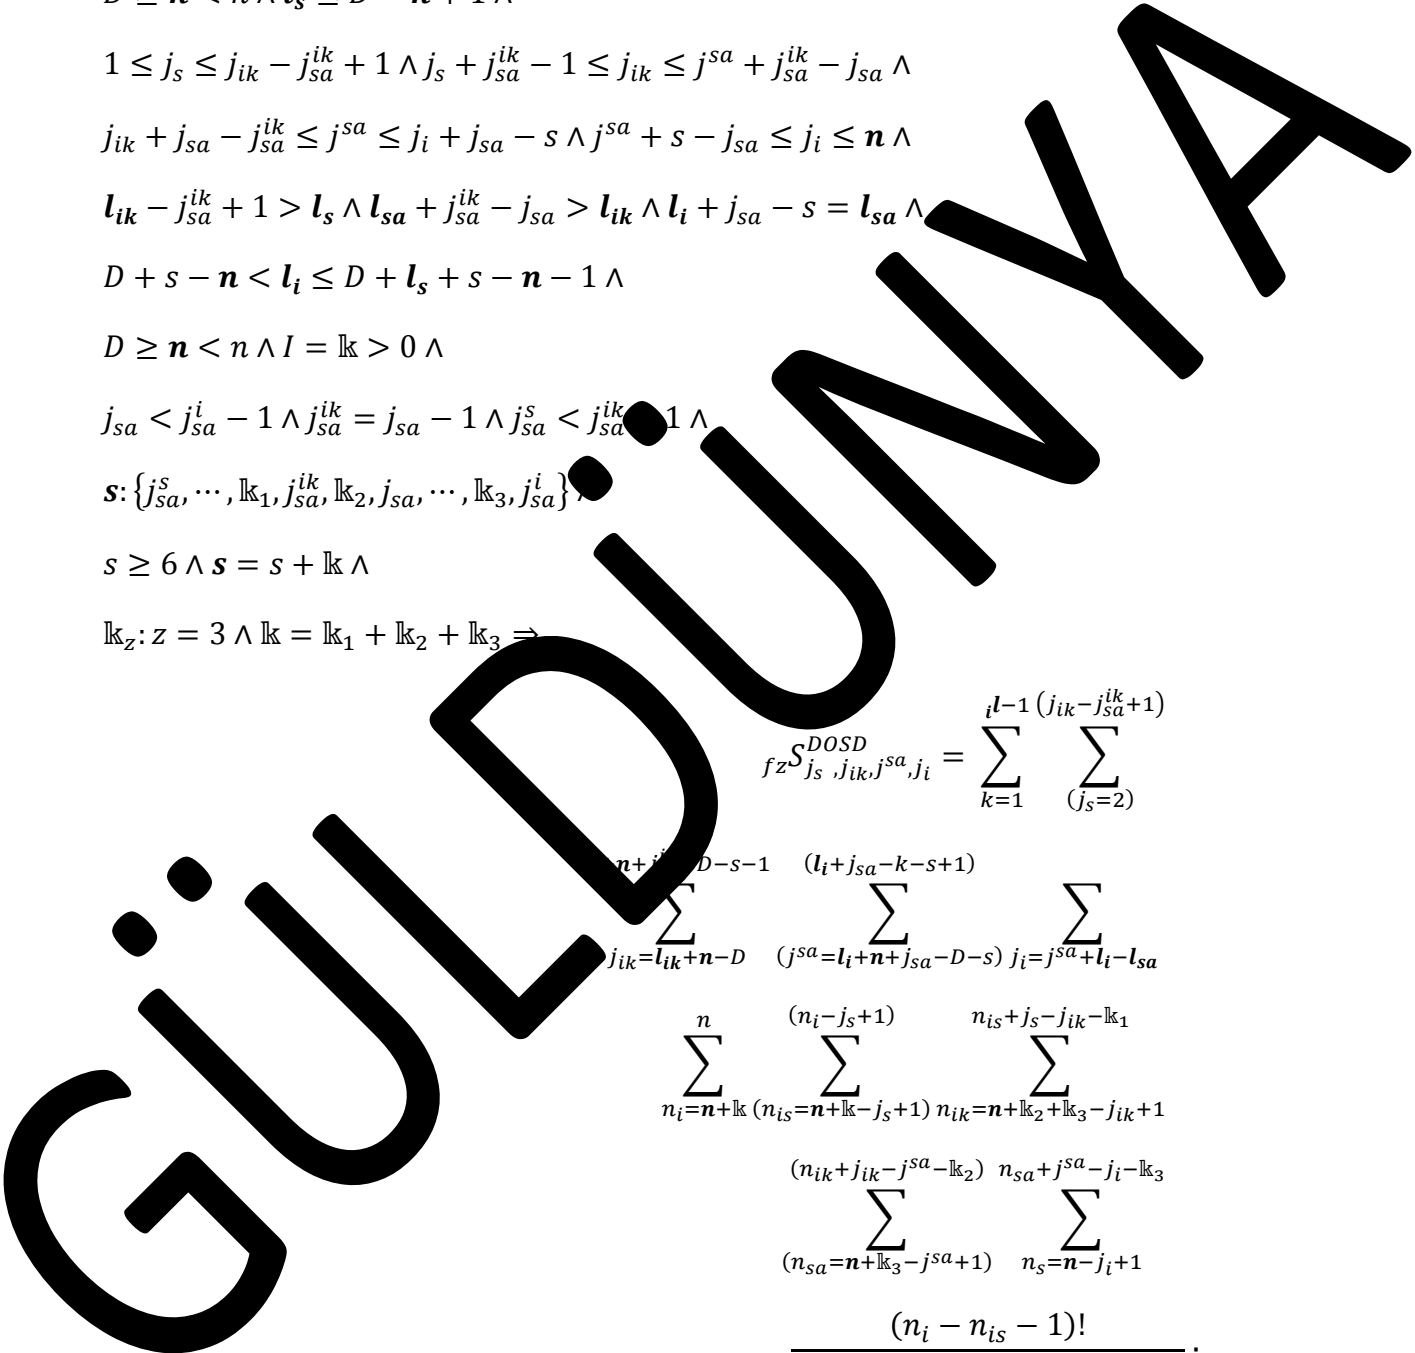 D ≥ 𝒏 < n ∧ 𝒍ₛ ≤ D − 𝒏 + 1 ∧
1 ≤ j_s ≤ j_{ik} − j_{sa}^{ik} + 1 ∧ j_s + j_{sa}^{ik} − 1 ≤ j_{ik} ≤ j^{sa} + j_{sa}^{ik} − j_{sa} ∧
j_{ik} + j_{sa} − j_{sa}^{ik} ≤ j^{sa} ≤ j_i + j_{sa} − s ∧ j^{sa} + s − j_{sa} ≤ j_i ≤ 𝒏 ∧
𝒍_{ik} − j_{sa}^{ik} + 1 > 𝒍_s ∧ 𝒍_{sa} + j_{sa}^{ik} − j_{sa} > 𝒍_{ik} ∧ 𝒍_i + j_{sa} − s = 𝒍_{sa} ∧
D + s − 𝒏 < 𝒍_i ≤ D + 𝒍_s + s − 𝒏 − 1 ∧
D ≥ 𝒏 < n ∧ I = 𝕜 > 0 ∧
j_{sa} < j_{sa}^{i} − 1 ∧ j_{sa}^{ik} = j_{sa} − 1 ∧ j_{sa}^{s} < j_{sa}^{ik} 1 ∧
𝒔: {j_{sa}^{s}, ⋯, 𝕜_1, j_{sa}^{ik}, 𝕜_2, j_{sa}, ⋯, 𝕜_3, j_{sa}^{i}} ∧
s ≥ 6 ∧ 𝒔 = s + 𝕜 ∧
𝕜_z: z = 3 ∧ 𝕜 = 𝕜_1 + 𝕜_2 + 𝕜_3 ⇒
_{fz}S_{j_s, j_{ik}, j^{sa}, j_i}^{DOSD} = ∑_{k=1}^{_i𝒍−1} ∑_{(j_s=2)}^{(j_{ik}−j_{sa}^{ik}+1)}
∑_{j_{ik}=𝒍_{ik}+𝒏−D}^{𝒏+j D−s−1} ∑_{(j^{sa}=𝒍_i+𝒏+j_{sa}−D−s)}^{(𝒍_i+j_{sa}−k−s+1)} ∑_{j_i=j^{sa}+𝒍_i−𝒍_{sa}}
∑_{n_i=𝒏+𝕜}^{n} ∑_{(n_{is}=𝒏+𝕜−j_s+1)}^{(n_i−j_s+1)} ∑_{n_{ik}=𝒏+𝕜_2+𝕜_3−j_{ik}+1}^{n_{is}+j_s−j_{ik}−𝕜_1}
∑_{(n_{sa}=𝒏+𝕜_3−j^{sa}+1)}^{(n_{ik}+j_{ik}−j^{sa}−𝕜_2)} ∑_{n_s=𝒏−j_i+1}^{n_{sa}+j^{sa}−j_i−𝕜_3}
(n_i − n_{is} − 1)! ·
GÜLDÜNYA